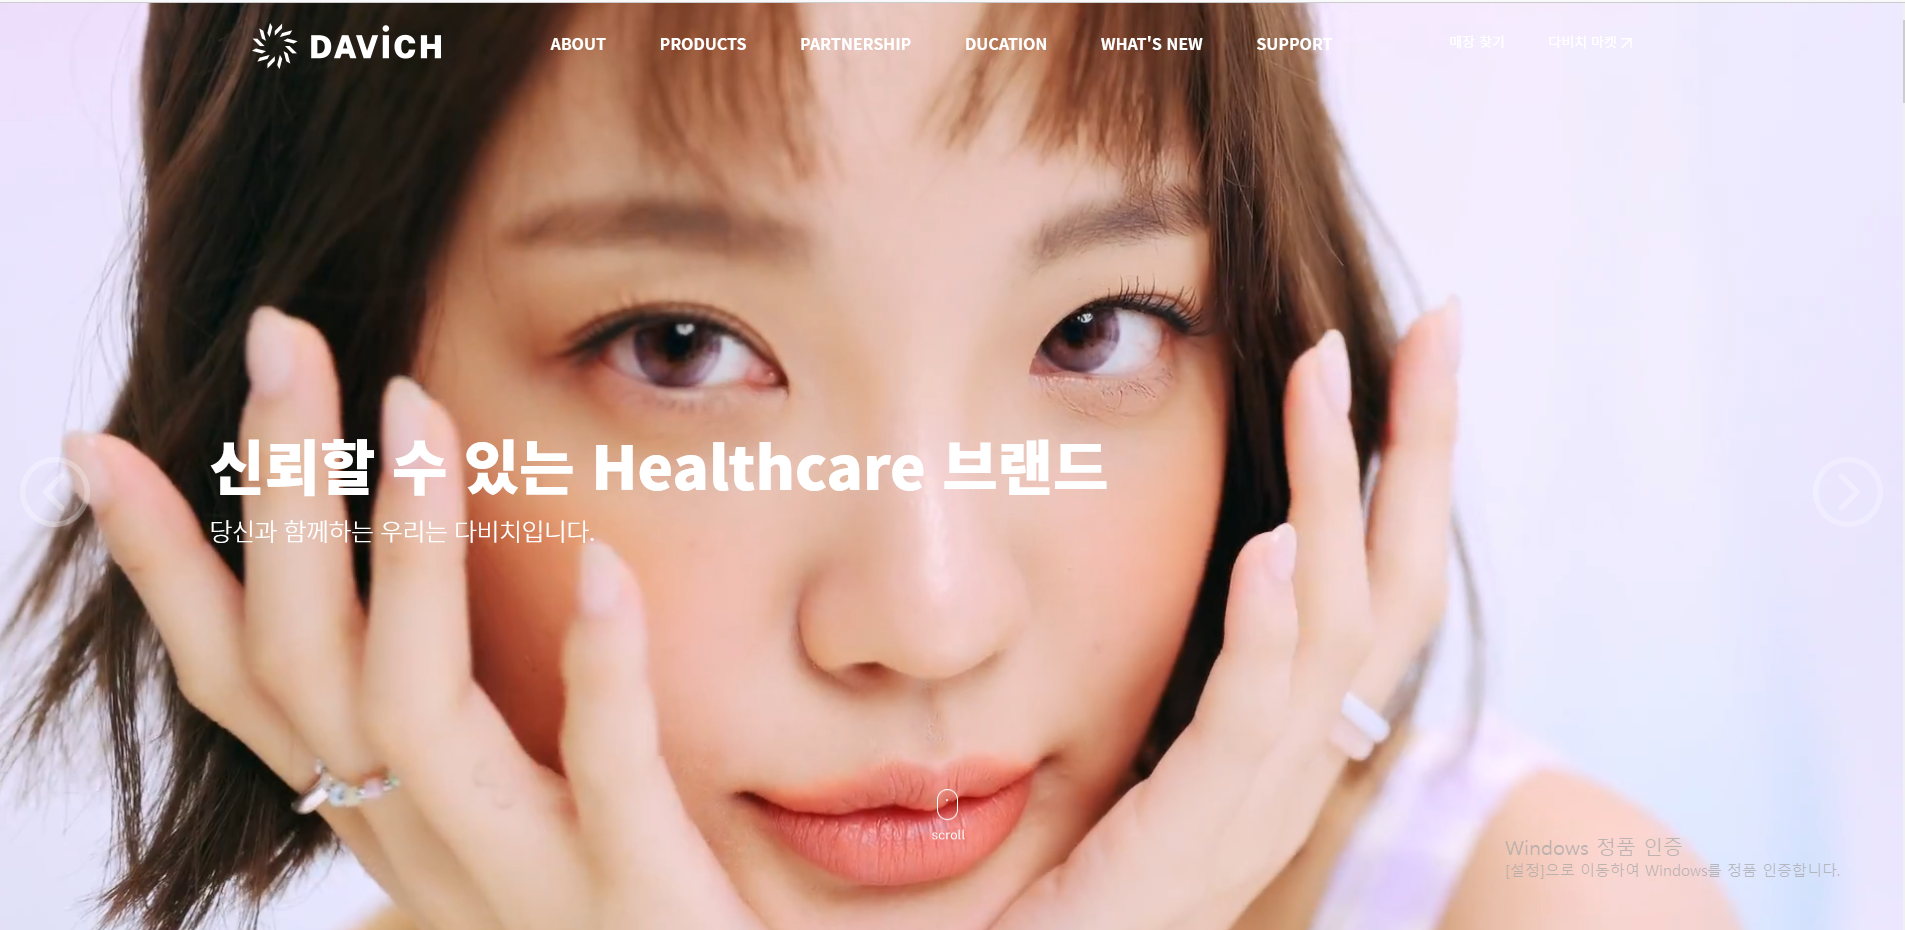 DAVICH
ABOUT PRODUCTS PARTNERSHIP DUCATION WHAT'S NEW SUPPORT 매장 찾기 다비치 마켓
신뢰할 수 있는 Healthcare 브랜드
당신과 함께하는 우리는 다비치입니다.
scroll
Windows 정품 인증
[설정]으로 이동하여 Windows를 정품 인증합니다.